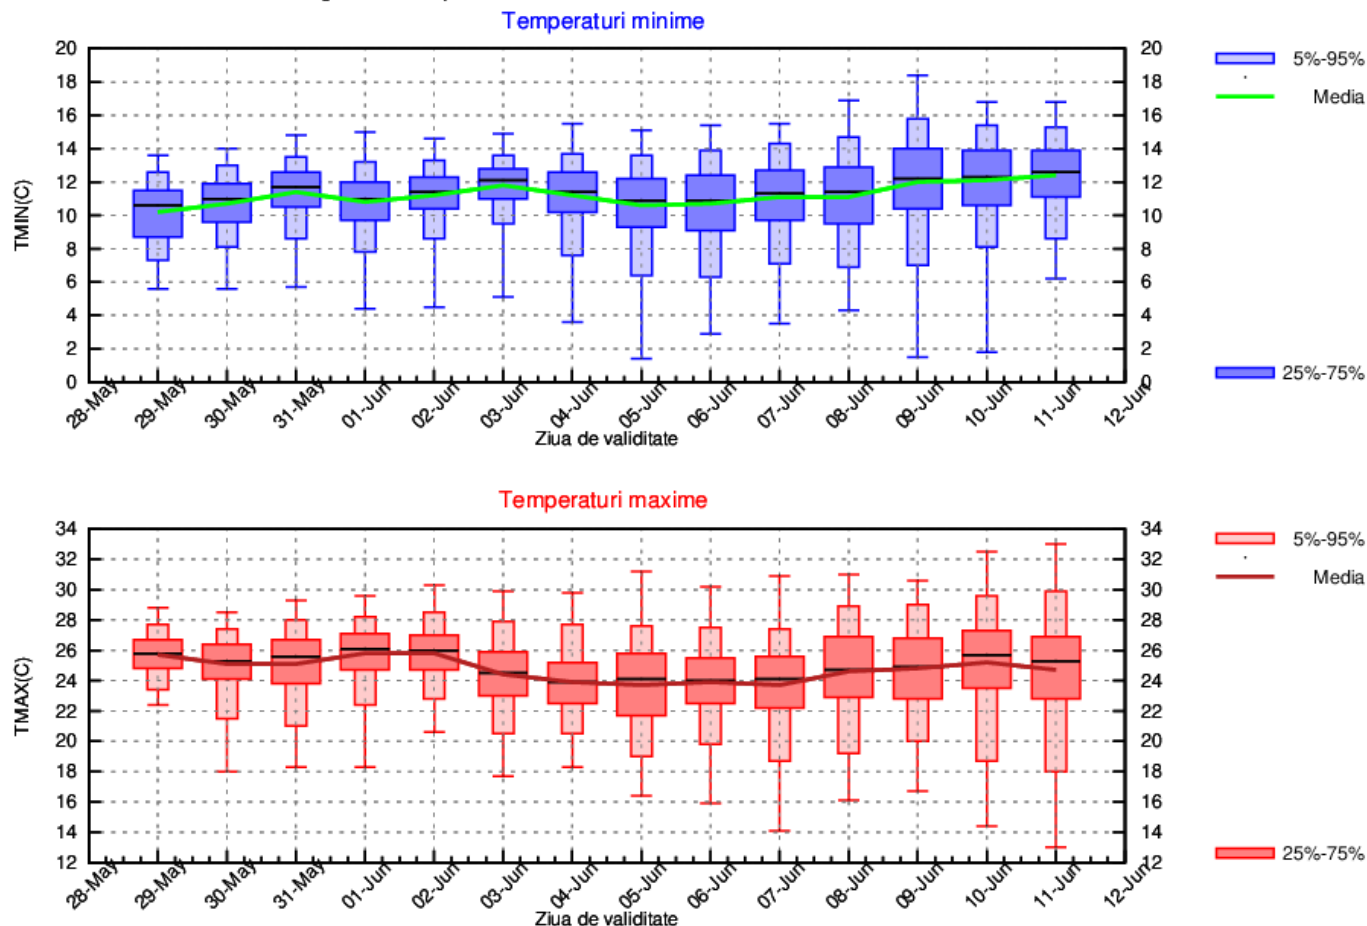 Temperaturi minime
TMIN(C)
20
18
16
14
12
10
8
6
4
2
0
20
18
16
14
12
10
8
6
4
2
0
28-May
29-May
30-May
31-May
01-Jun
02-Jun
03-Jun
04-Jun
05-Jun
06-Jun
07-Jun
08-Jun
09-Jun
10-Jun
11-Jun
12-Jun
Ziua de validitate
5%-95%
Media
25%-75%
Temperaturi maxime
TMAX(C)
34
32
30
28
26
24
22
20
18
16
14
12
34
32
30
28
26
24
22
20
18
16
14
12
28-May
29-May
30-May
31-May
01-Jun
02-Jun
03-Jun
04-Jun
05-Jun
06-Jun
07-Jun
08-Jun
09-Jun
10-Jun
11-Jun
12-Jun
Ziua de validitate
5%-95%
Media
25%-75%